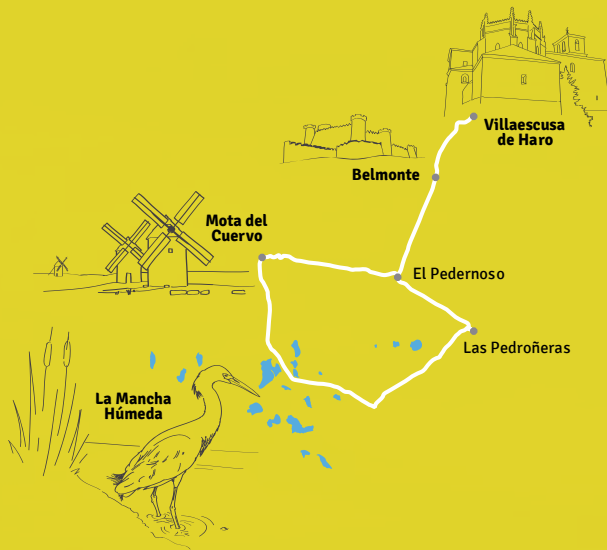 Villaescusa
de Haro
Belmonte
Mota del
Cuervo
El Pedernoso
Las Pedroñeras
La Mancha
Húmeda